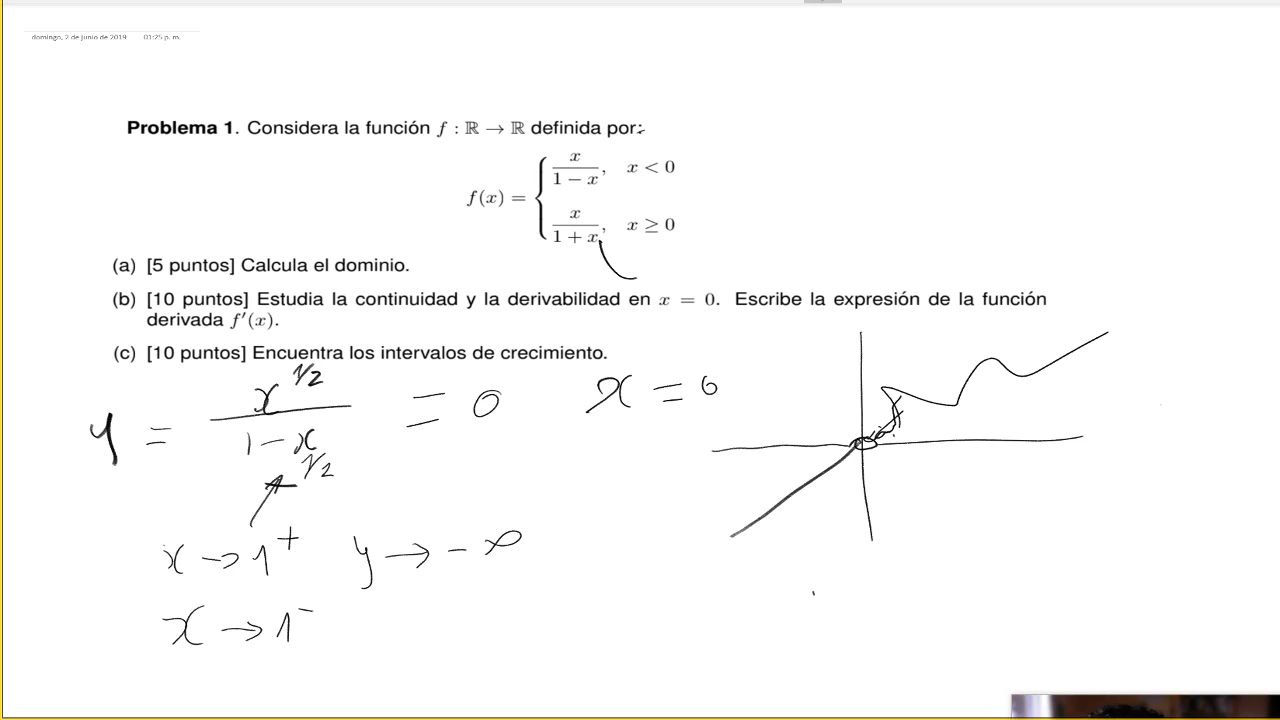 domingo, 2 de junio de 2019 01:25 p. m.
Problema 1. Considera la función f : ℝ → ℝ definida por:
f(x) = { x/(1 − x), x < 0
x/(1 + x), x ≥ 0
(a) [5 puntos] Calcula el dominio.
(b) [10 puntos] Estudia la continuidad y la derivabilidad en x = 0. Escribe la expresión de la función
derivada f′(x).
(c) [10 puntos] Encuentra los intervalos de crecimiento.
y = x^{1/2}/(1 − x^{1/2}) = 0 x = 0
x → 1⁺ y → − ∞
x → 1⁻